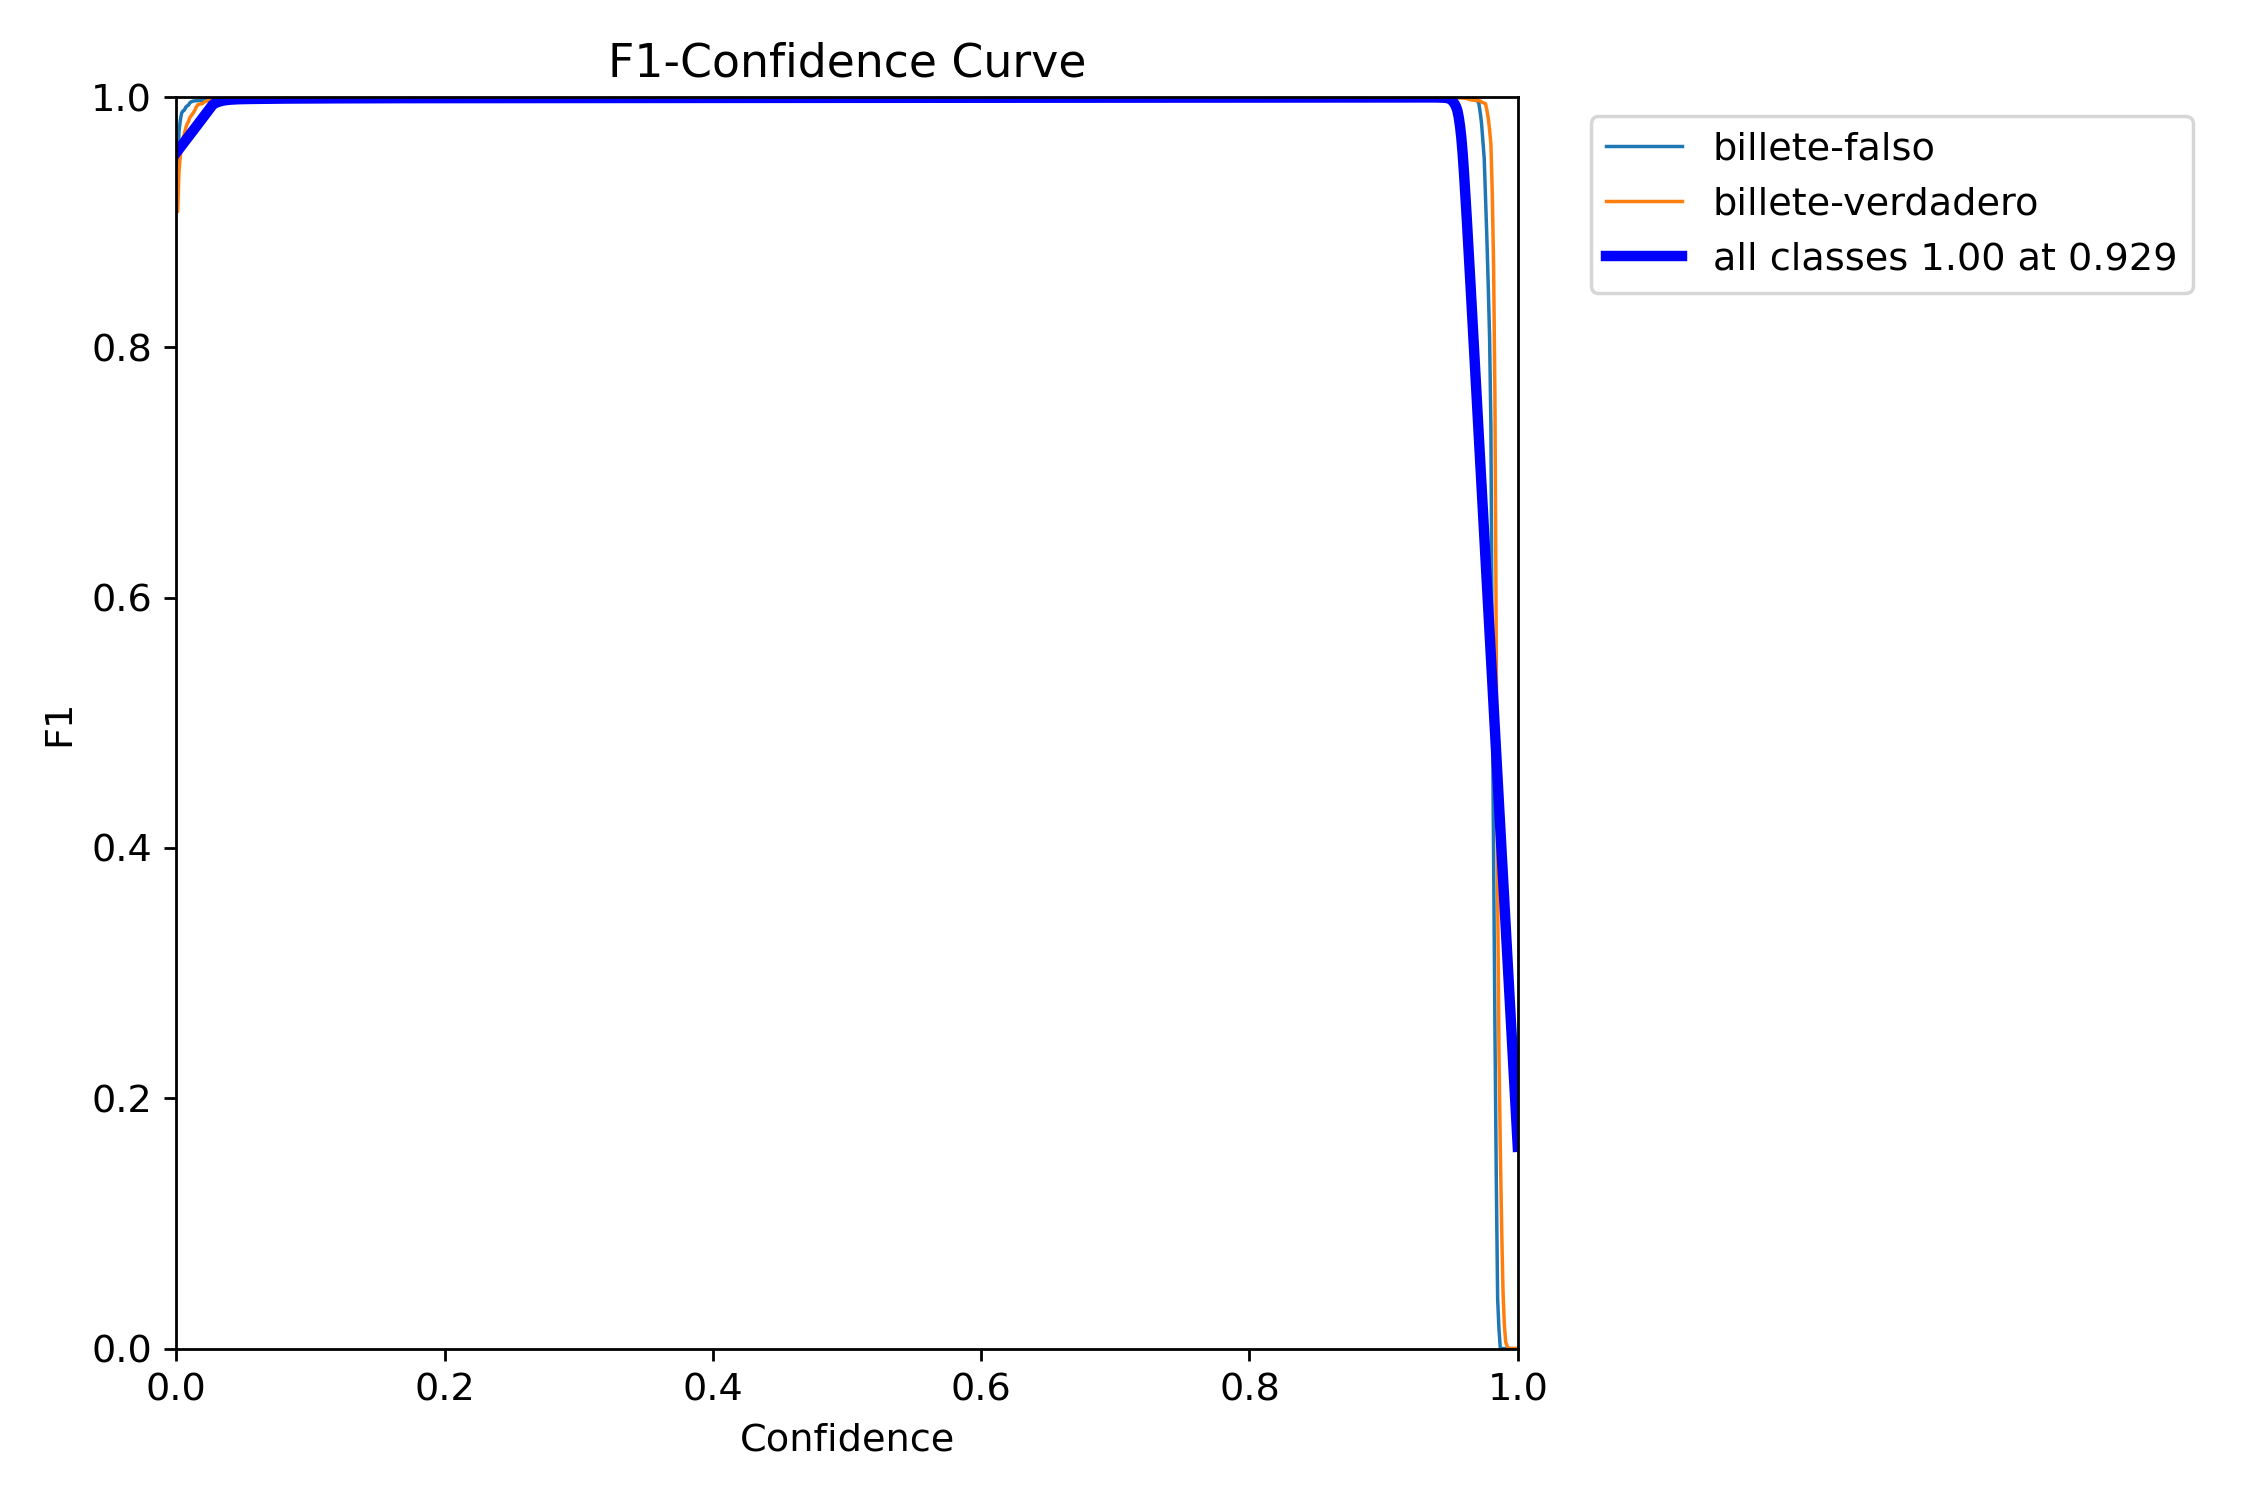 F1-Confidence Curve
1.0
0.8
0.6
0.4
0.2
0.0
F1
0.0 0.2 0.4 0.6 0.8 1.0
Confidence
billete-falso
billete-verdadero
all classes 1.00 at 0.929